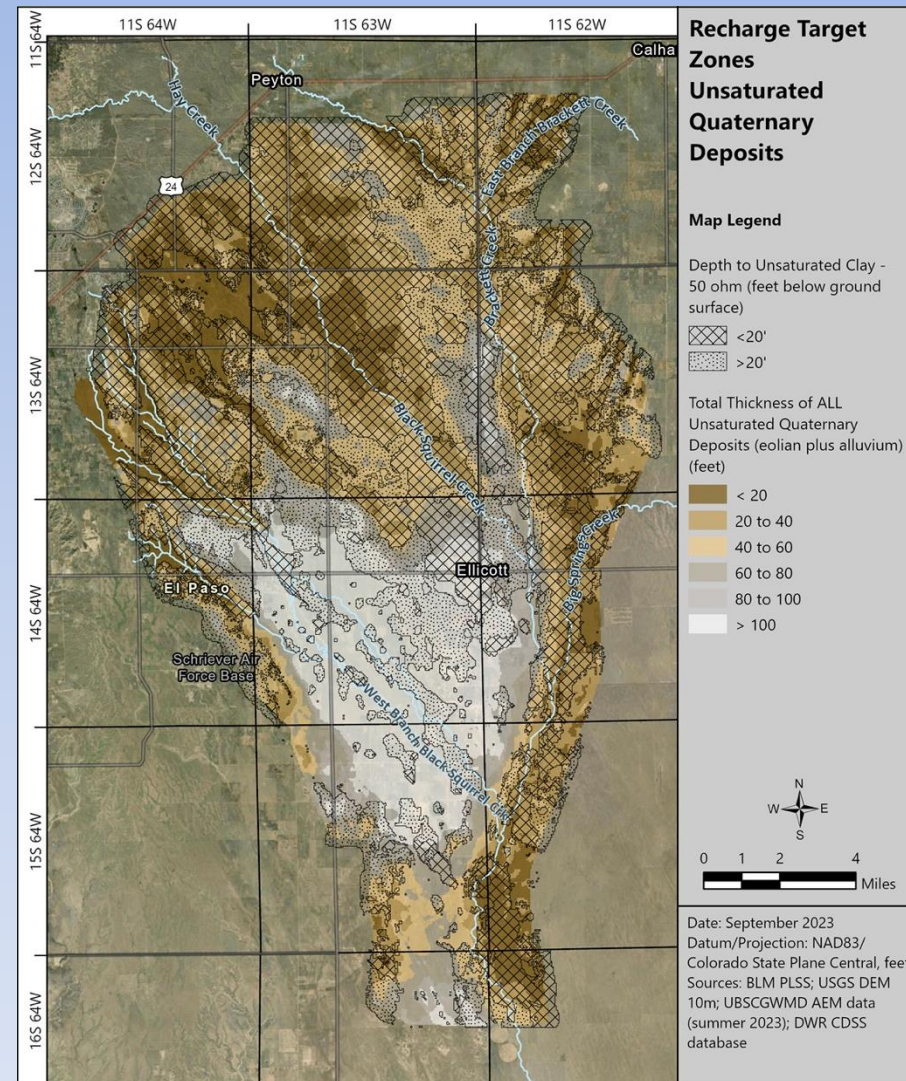 11S 64W
11S 63W
11S 62W
11S 64W
12S 64W
13S 64W
14S 64W
15S 64W
16S 64W
Calha
Peyton
Hay Creek
East Branch Brackett Creek
24
Brackett Creek
Black Squirrel Creek
Big Spring Creek
Ellicott
El Paso
Schriever Air
Force Base
West Branch Black Squirrel Crk
Recharge Target
Zones
Unsaturated
Quaternary
Deposits
Map Legend
Depth to Unsaturated Clay -
50 ohm (feet below ground
surface)
<20'
>20'
Total Thickness of ALL
Unsaturated Quaternary
Deposits (eolian plus alluvium)
(feet)
< 20
20 to 40
40 to 60
60 to 80
80 to 100
> 100
N
W E
S
0 1 2 4
Miles
Date: September 2023
Datum/Projection: NAD83/
Colorado State Plane Central, feet
Sources: BLM PLSS; USGS DEM
10m; UBSCGWMD AEM data
(summer 2023); DWR CDSS
database